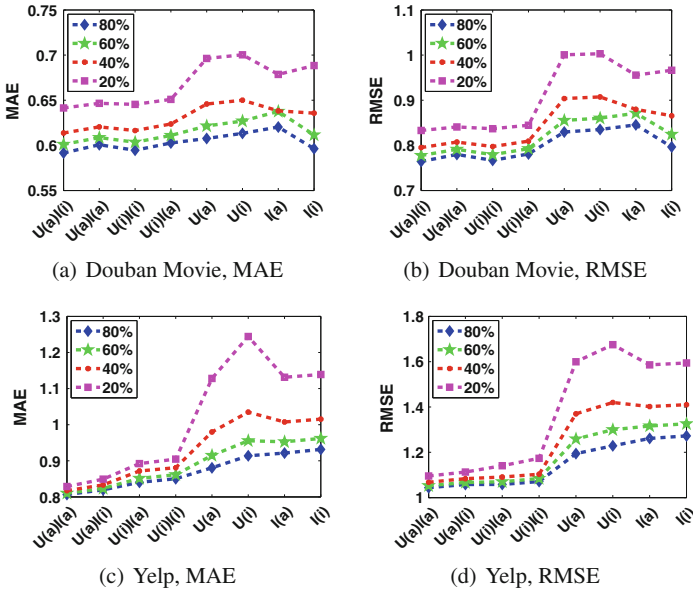 0.75
0.7
0.65
0.6
0.55
MAE
80%
60%
40%
20%
U(a)I(i)
U(a)I(a)
U(i)I(i)
U(i)I(a)
U(a)
U(i)
I(a)
I(i)
(a) Douban Movie, MAE
1.1
1
0.9
0.8
0.7
RMSE
80%
60%
40%
20%
U(a)I(i)
U(a)I(a)
U(i)I(i)
U(i)I(a)
U(a)
U(i)
I(a)
I(i)
(b) Douban Movie, RMSE
1.3
1.2
1.1
1
0.9
0.8
MAE
80%
60%
40%
20%
U(a)I(a)
U(a)I(i)
U(i)I(a)
U(i)I(i)
U(a)
U(i)
I(a)
I(i)
(c) Yelp, MAE
1.8
1.6
1.4
1.2
1
RMSE
80%
60%
40%
20%
U(a)I(a)
U(a)I(i)
U(i)I(a)
U(i)I(i)
U(a)
U(i)
I(a)
I(i)
(d) Yelp, RMSE